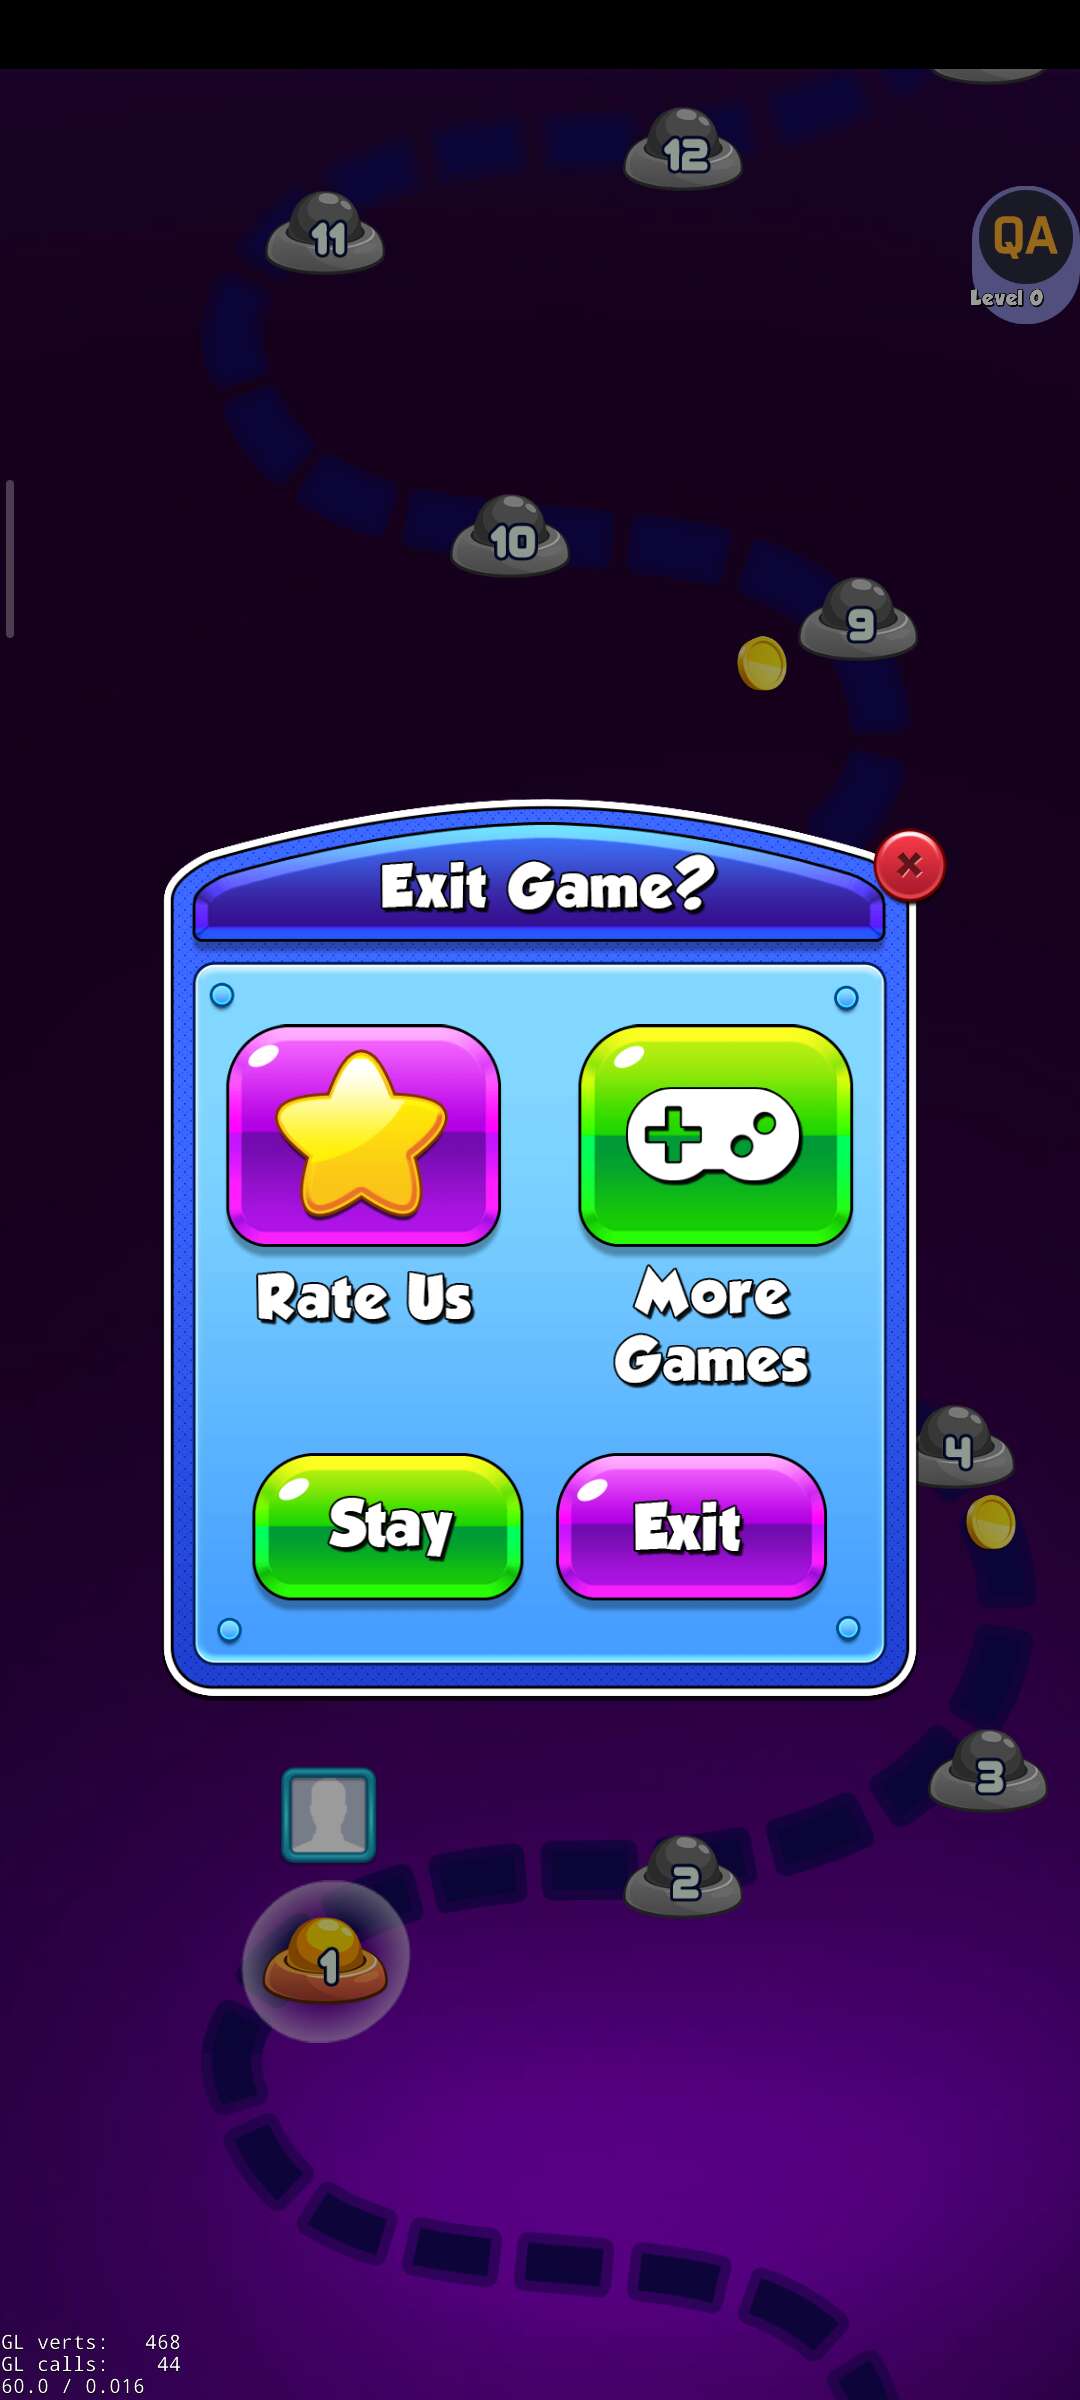 12
11
QA
Level 0
10
9
Exit Game?
Rate Us
More
Games
4
Stay
Exit
3
2
1
GL verts: 468
GL calls: 44
60.0 / 0.016